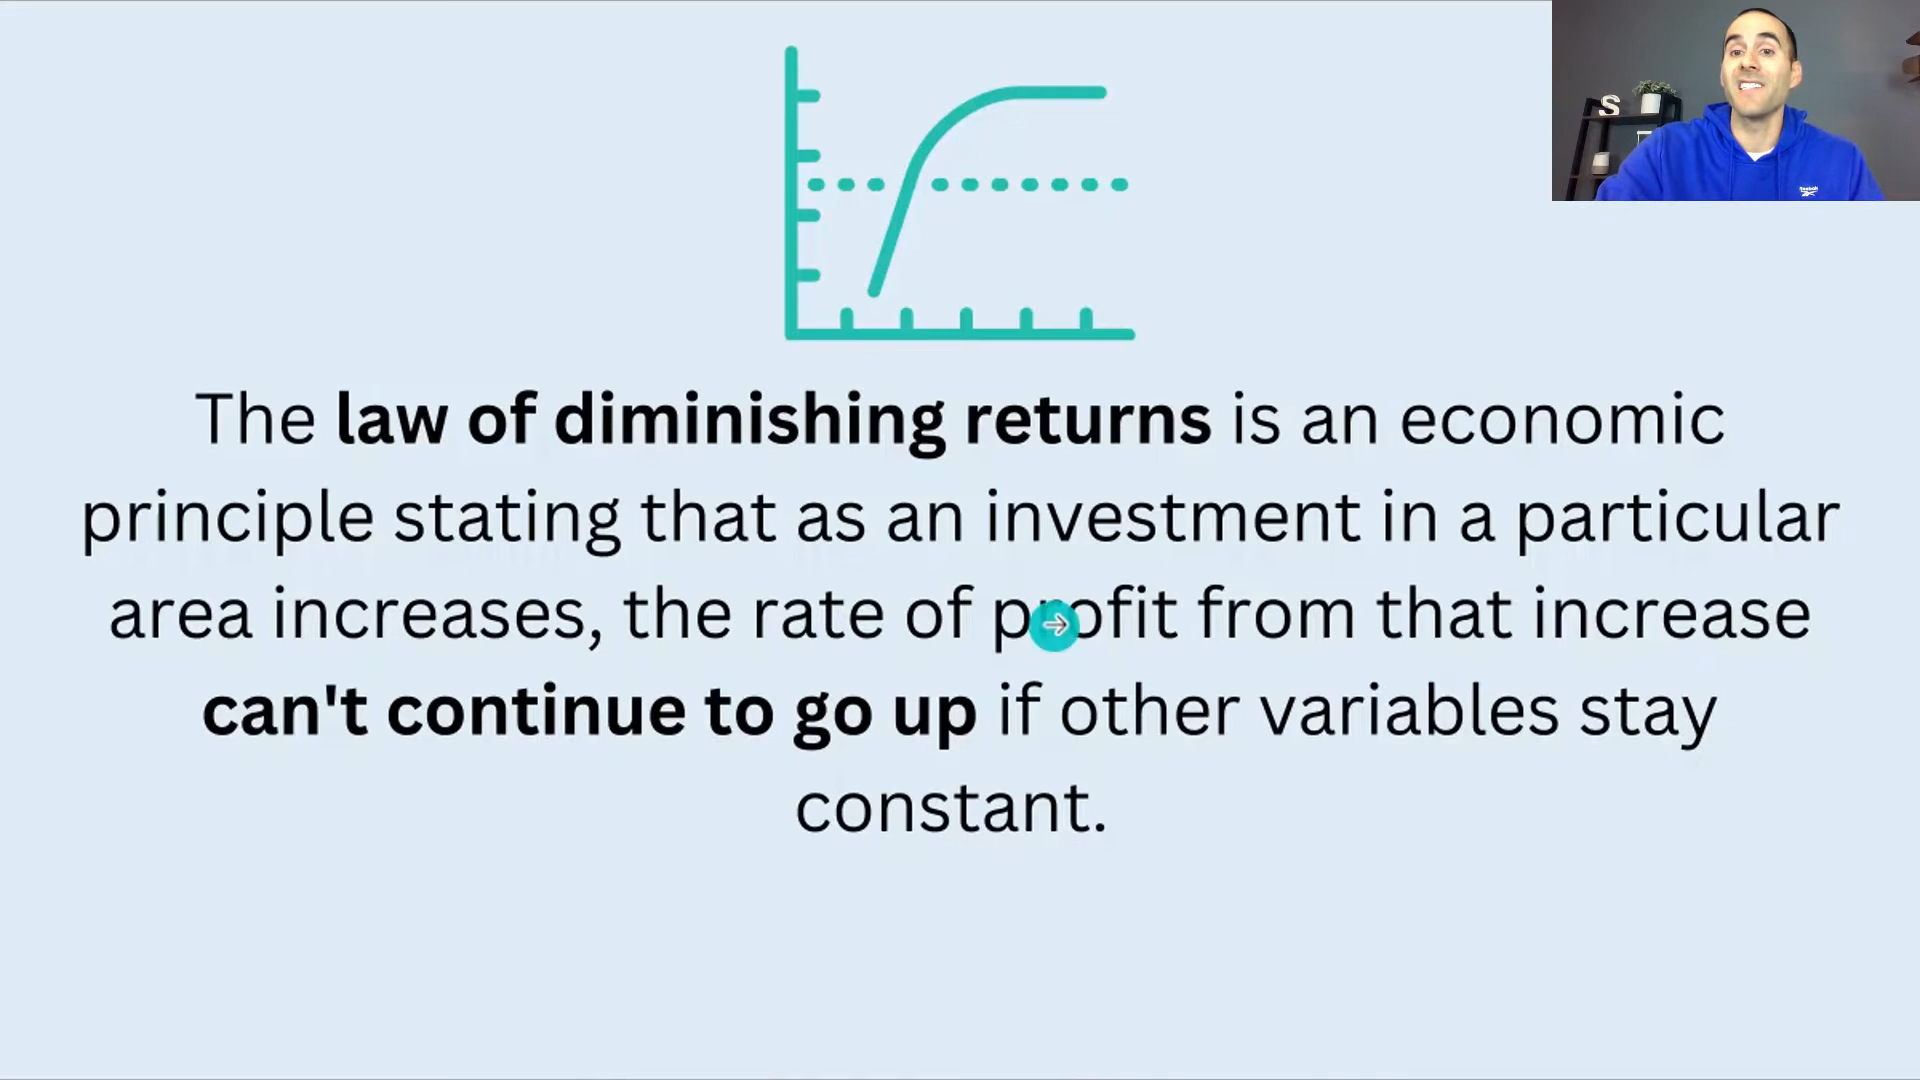 The law of diminishing returns is an economic
principle stating that as an investment in a particular
area increases, the rate of profit from that increase
can't continue to go up if other variables stay
constant.
S
Reebok